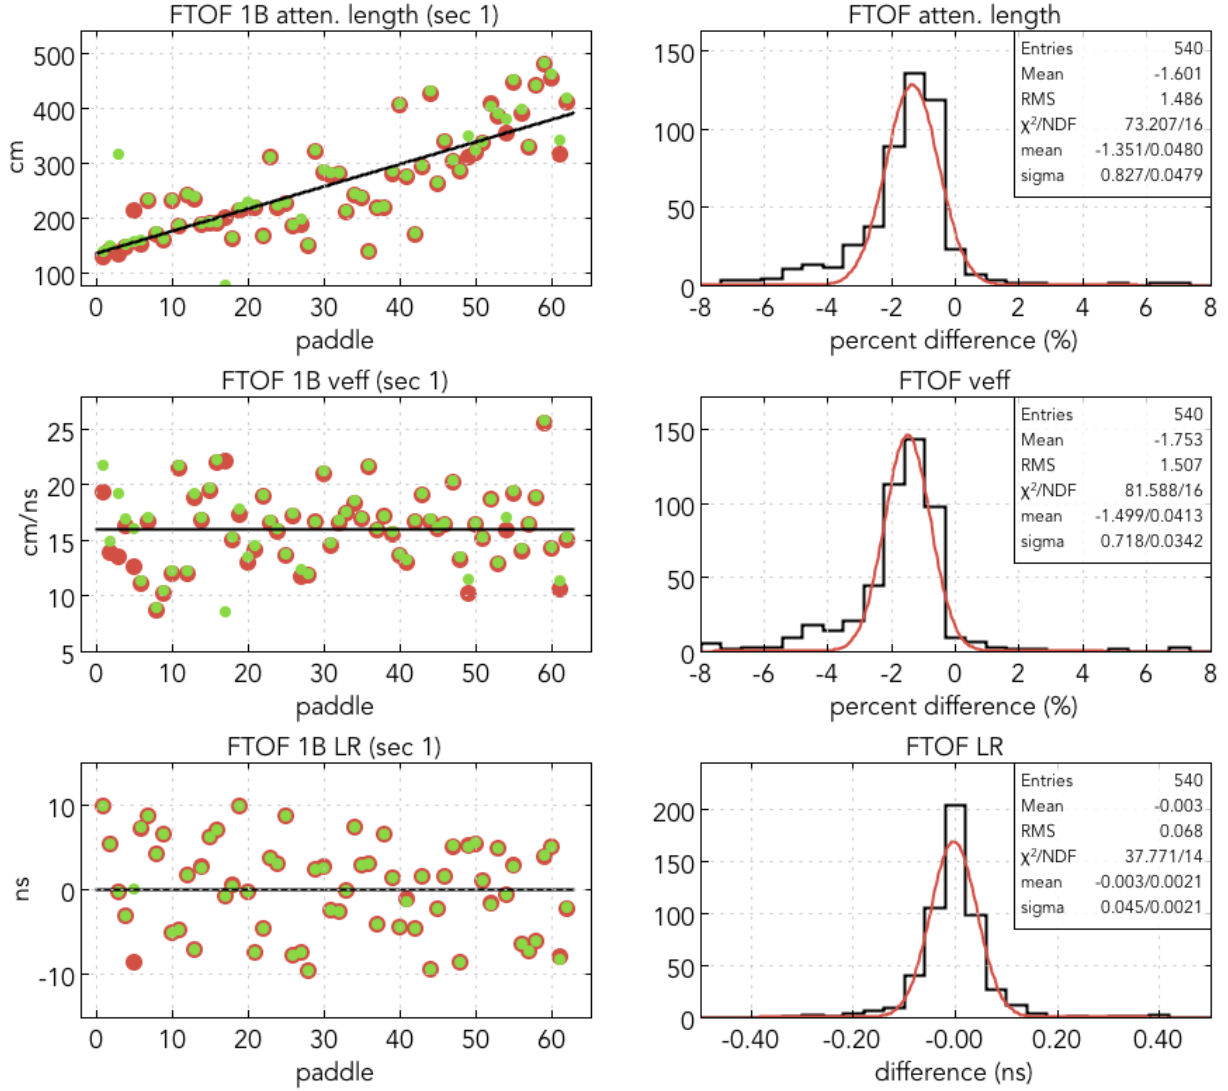 FTOF 1B atten. length (sec 1)
cm
500
400
300
200
100
0 10 20 30 40 50 60
paddle
FTOF atten. length
150
100
50
0
-8 -6 -4 -2 0 2 4 6 8
percent difference (%)
Entries 540
Mean -1.601
RMS 1.486
χ²/NDF 73.207/16
mean -1.351/0.0480
sigma 0.827/0.0479
FTOF 1B veff (sec 1)
cm/ns
25
20
15
10
5
0 10 20 30 40 50 60
paddle
FTOF veff
150
100
50
0
-8 -6 -4 -2 0 2 4 6 8
percent difference (%)
Entries 540
Mean -1.753
RMS 1.507
χ²/NDF 81.588/16
mean -1.499/0.0413
sigma 0.718/0.0342
FTOF 1B LR (sec 1)
ns
10
0
-10
0 10 20 30 40 50 60
paddle
FTOF LR
200
150
100
50
0
-0.40 -0.20 -0.00 0.20 0.40
difference (ns)
Entries 540
Mean -0.003
RMS 0.068
χ²/NDF 37.771/14
mean -0.003/0.0021
sigma 0.045/0.0021